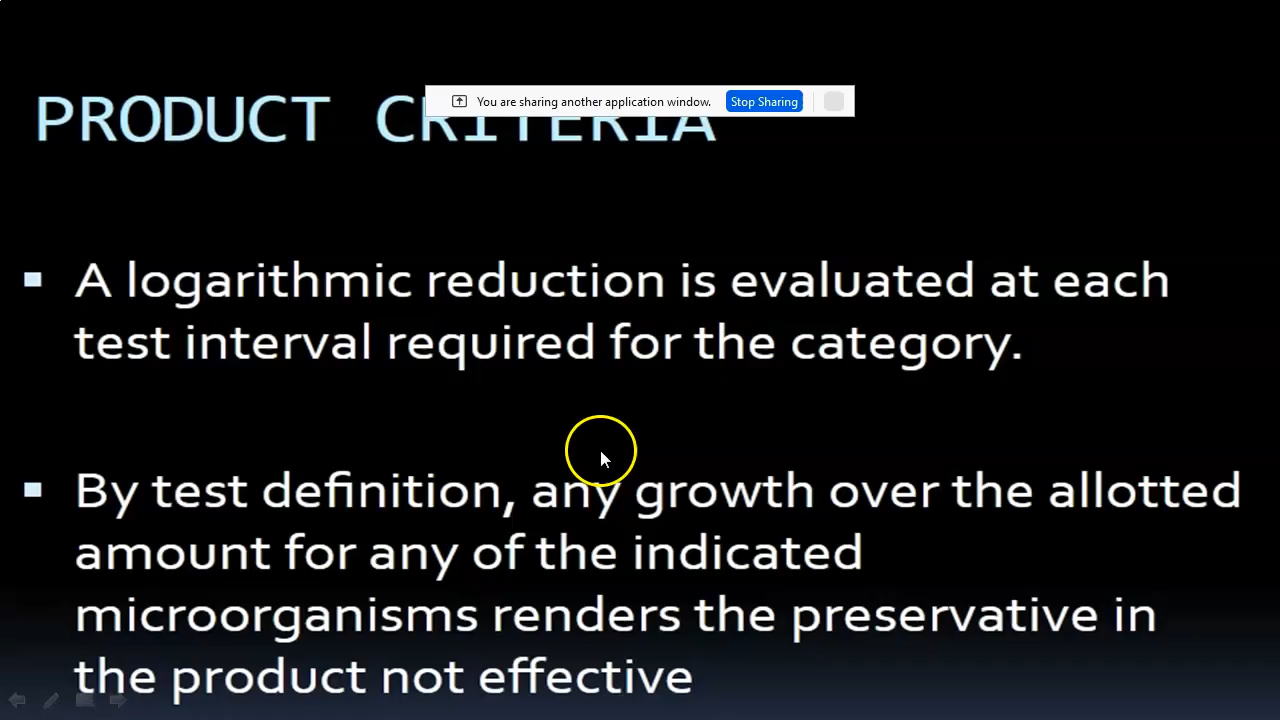 You are sharing another application window. Stop Sharing
PRODUCT CRITERIA
A logarithmic reduction is evaluated at each
test interval required for the category.
By test definition, any growth over the allotted
amount for any of the indicated
microorganisms renders the preservative in
the product not effective